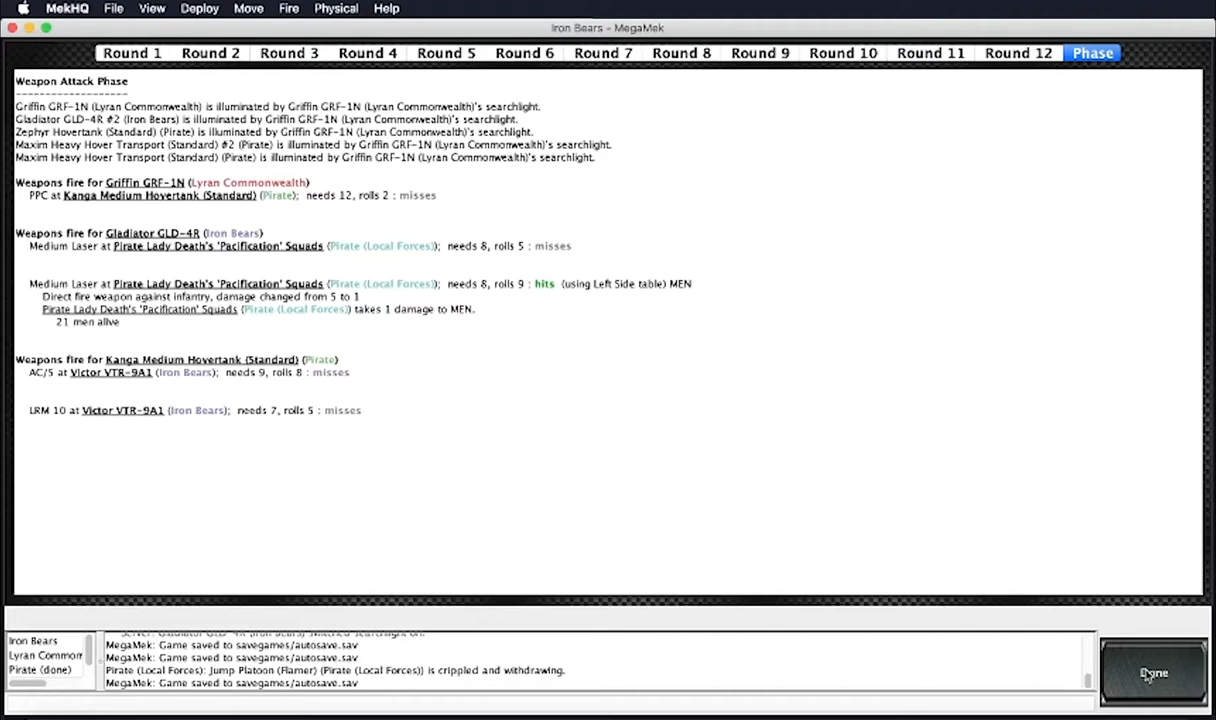 MekHQ File View Deploy Move Fire Physical Help
Iron Bears - MegaMek
Round 1 Round 2 Round 3 Round 4 Round 5 Round 6 Round 7 Round 8 Round 9 Round 10 Round 11 Round 12 Phase
Weapon Attack Phase
--------------------
Griffin GRF-1N (Lyran Commonwealth) is illuminated by Griffin GRF-1N (Lyran Commonwealth)'s searchlight.
Gladiator GLD-4R #2 (Iron Bears) is illuminated by Griffin GRF-1N (Lyran Commonwealth)'s searchlight.
Zephyr Hovertank (Standard) (Pirate) is illuminated by Griffin GRF-1N (Lyran Commonwealth)'s searchlight.
Maxim Heavy Hover Transport (Standard) #2 (Pirate) is illuminated by Griffin GRF-1N (Lyran Commonwealth)'s searchlight.
Maxim Heavy Hover Transport (Standard) (Pirate) is illuminated by Griffin GRF-1N (Lyran Commonwealth)'s searchlight.
Weapons fire for Griffin GRF-1N (Lyran Commonwealth)
PPC at Kanga Medium Hovertank (Standard) (Pirate); needs 12, rolls 2 : misses
Weapons fire for Gladiator GLD-4R (Iron Bears)
Medium Laser at Pirate Lady Death's 'Pacification' Squads (Pirate (Local Forces)); needs 8, rolls 5 : misses
Medium Laser at Pirate Lady Death's 'Pacification' Squads (Pirate (Local Forces)); needs 8, rolls 9 : hits (using Left Side table) MEN
Direct fire weapon against infantry, damage changed from 5 to 1
Pirate Lady Death's 'Pacification' Squads (Pirate (Local Forces)) takes 1 damage to MEN.
21 men alive
Weapons fire for Kanga Medium Hovertank (Standard) (Pirate)
AC/5 at Victor VTR-9A1 (Iron Bears); needs 9, rolls 8 : misses
LRM 10 at Victor VTR-9A1 (Iron Bears); needs 7, rolls 5 : misses
Iron Bears
Lyran Common
Pirate (done)
Server: Gladiator GLD-4R (Iron Bears) switched searchlight on.
MegaMek: Game saved to savegames/autosave.sav
MegaMek: Game saved to savegames/autosave.sav
Pirate (Local Forces): Jump Platoon (Flamer) (Pirate (Local Forces)) is crippled and withdrawing.
MegaMek: Game saved to savegames/autosave.sav
Done